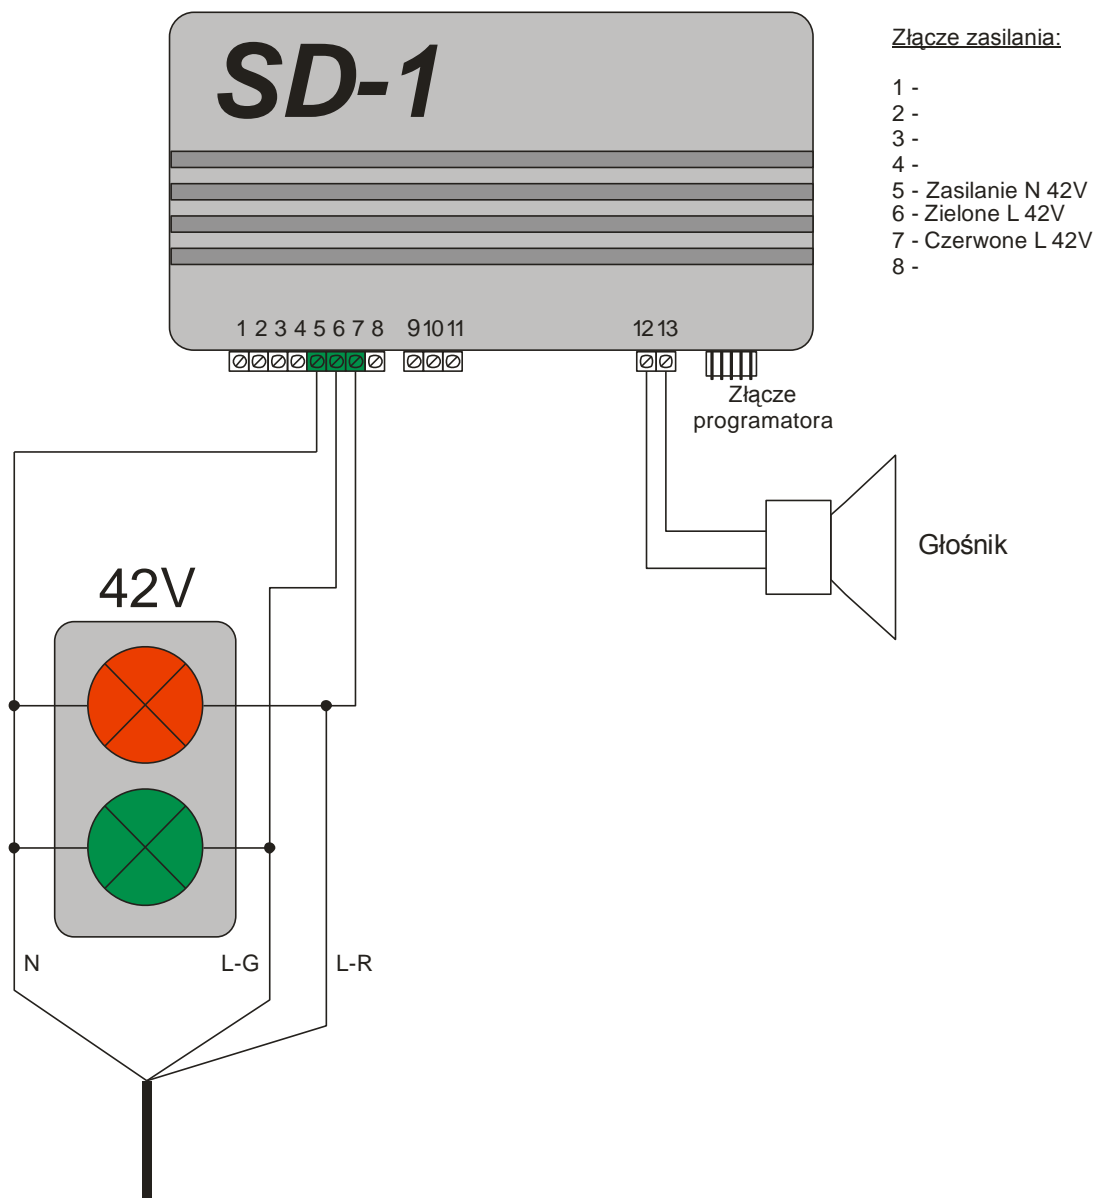 SD-1
Złącze zasilania:
1 -
2 -
3 -
4 -
5 - Zasilanie N 42V
6 - Zielone L 42V
7 - Czerwone L 42V
8 -
1 2 3 4 5 6 7 8 9 10 11 12 13
Złącze
programatora
Głośnik
42V
N L-G L-R